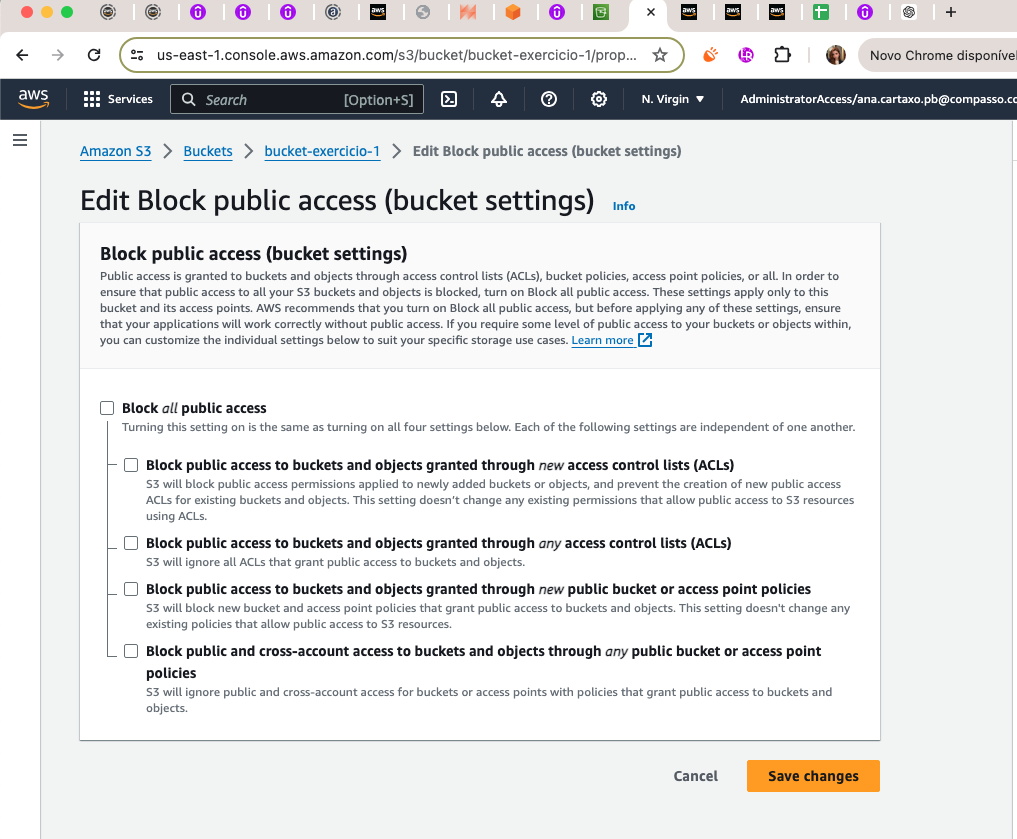 us-east-1.console.aws.amazon.com/s3/bucket/bucket-exercicio-1/prop...
Novo Chrome disponível
aws
Services
Search
[Option+S]
N. Virgin
AdministratorAccess/ana.cartaxo.pb@compasso.co
Amazon S3
Buckets
bucket-exercicio-1
Edit Block public access (bucket settings)
Edit Block public access (bucket settings)
Info
Block public access (bucket settings)
Public access is granted to buckets and objects through access control lists (ACLs), bucket policies, access point policies, or all. In order to
ensure that public access to all your S3 buckets and objects is blocked, turn on Block all public access. These settings apply only to this
bucket and its access points. AWS recommends that you turn on Block all public access, but before applying any of these settings, ensure
that your applications will work correctly without public access. If you require some level of public access to your buckets or objects within,
you can customize the individual settings below to suit your specific storage use cases. Learn more
Block all public access
Turning this setting on is the same as turning on all four settings below. Each of the following settings are independent of one another.
Block public access to buckets and objects granted through new access control lists (ACLs)
S3 will block public access permissions applied to newly added buckets or objects, and prevent the creation of new public access
ACLs for existing buckets and objects. This setting doesn't change any existing permissions that allow public access to S3 resources
using ACLs.
Block public access to buckets and objects granted through any access control lists (ACLs)
S3 will ignore all ACLs that grant public access to buckets and objects.
Block public access to buckets and objects granted through new public bucket or access point policies
S3 will block new bucket and access point policies that grant public access to buckets and objects. This setting doesn't change any
existing policies that allow public access to S3 resources.
Block public and cross-account access to buckets and objects through any public bucket or access point
policies
S3 will ignore public and cross-account access for buckets or access points with policies that grant public access to buckets and
objects.
Cancel
Save changes